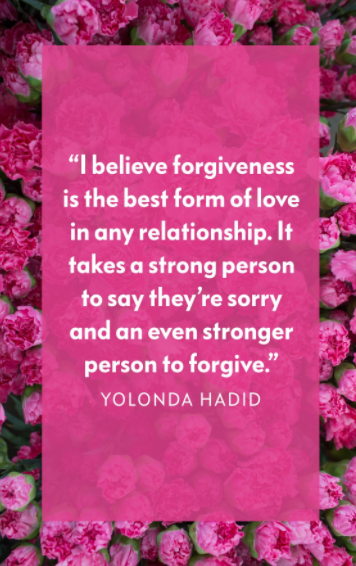 “I believe forgiveness
is the best form of love
in any relationship. It
takes a strong person
to say they’re sorry
and an even stronger
person to forgive.”
YOLONDA HADID